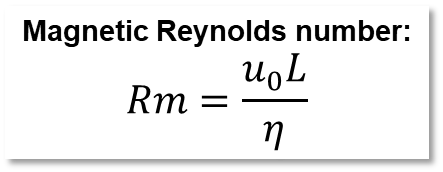 Magnetic Reynolds number:
Rm = u₀L / η